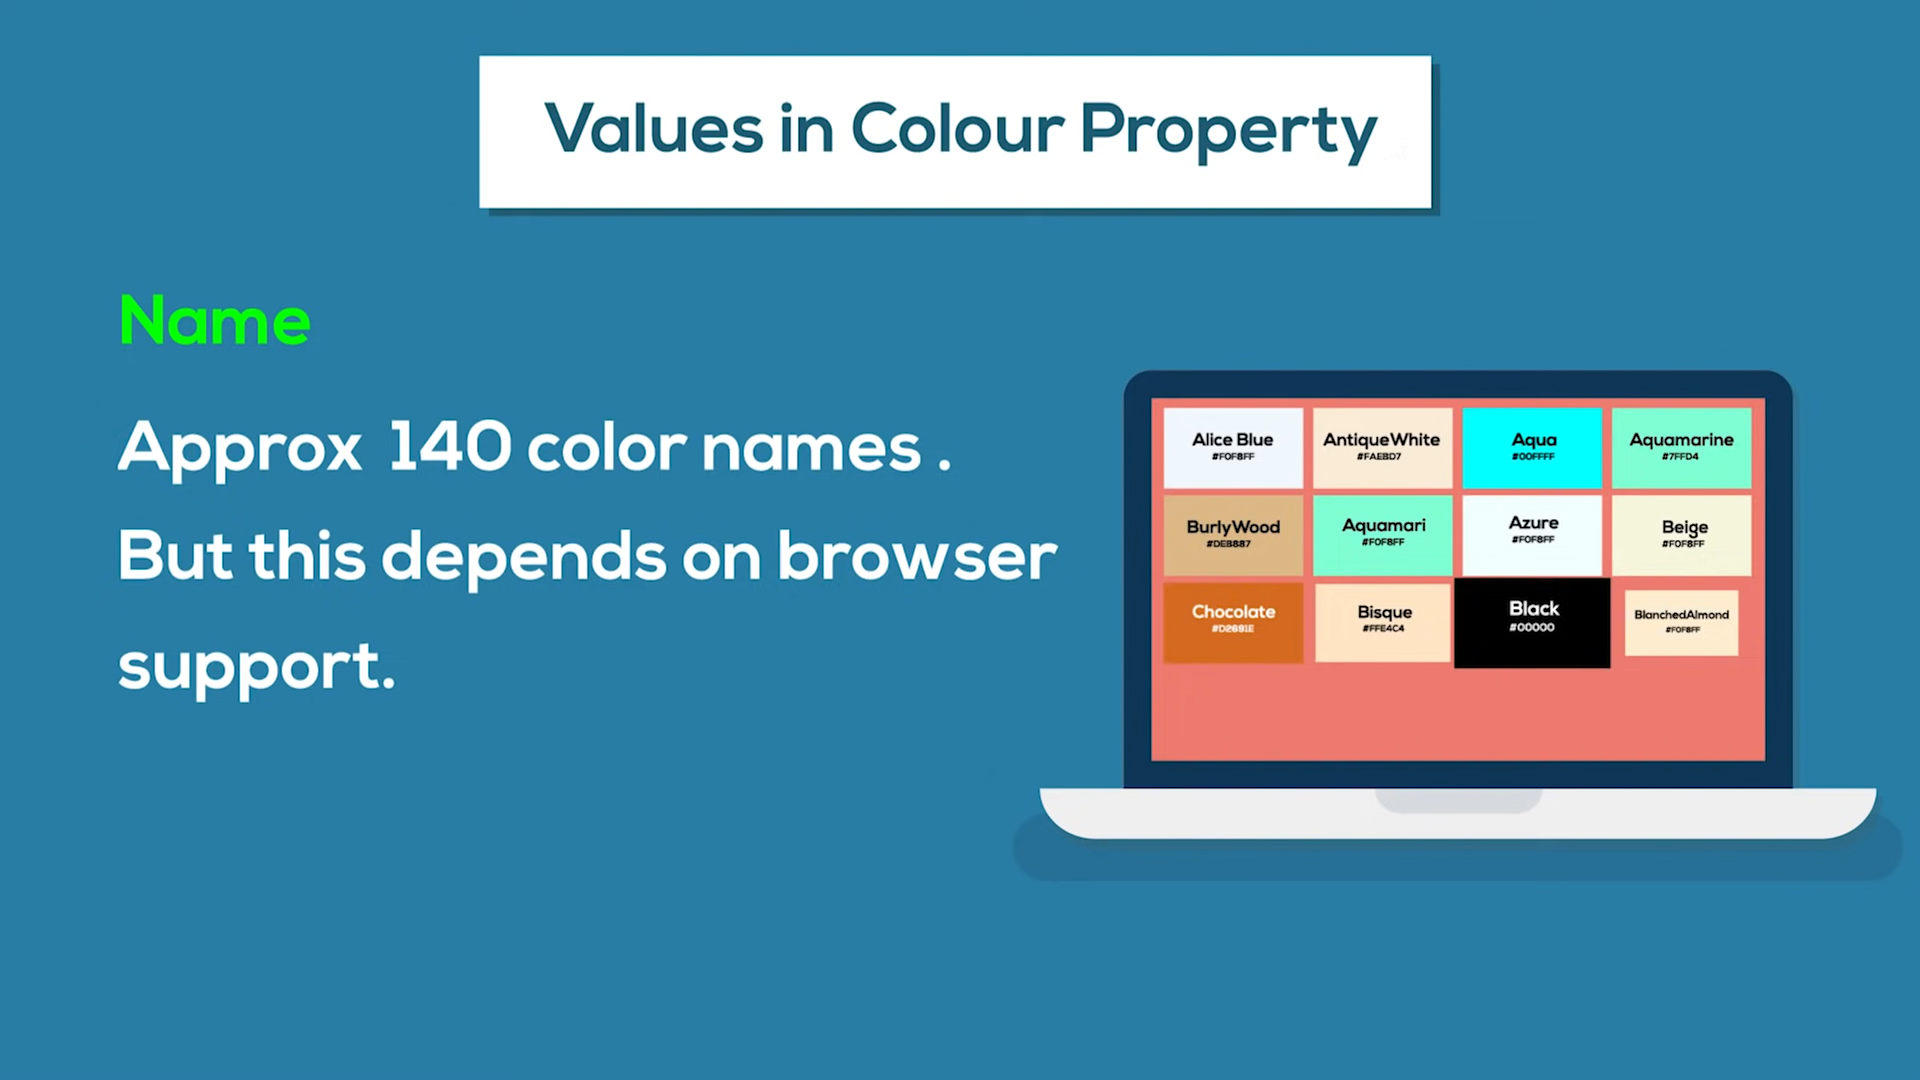 Values in Colour Property
Name
Approx 140 color names .
But this depends on browser
support.
Alice Blue
#F0F8FF
AntiqueWhite
#FAEBD7
Aqua
#00FFFF
Aquamarine
#7FFD4
BurlyWood
#DEB887
Aquamari
#F0F8FF
Azure
#F0F8FF
Beige
#F0F8FF
Chocolate
#D2691E
Bisque
#FFE4C4
Black
#00000
BlanchedAlmond
#F0F8FF